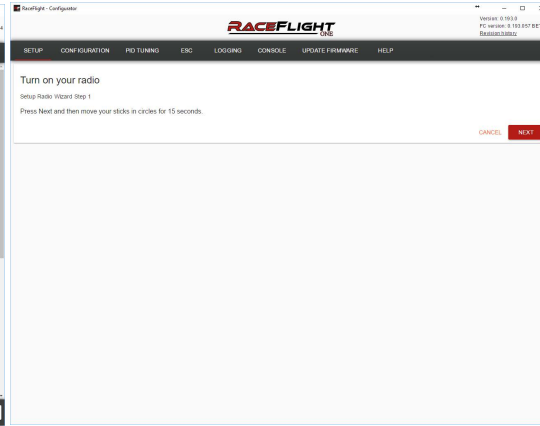 RaceFlight - Configurator
RACEFLIGHT
ONE
Version: 0.193.0
FC version: 0.193.057 BET
Revision history
SETUP CONFIGURATION PID TUNING ESC LOGGING CONSOLE UPDATE FIRMWARE HELP
Turn on your radio
Setup Radio Wizard Step 1
Press Next and then move your sticks in circles for 15 seconds.
CANCEL NEXT